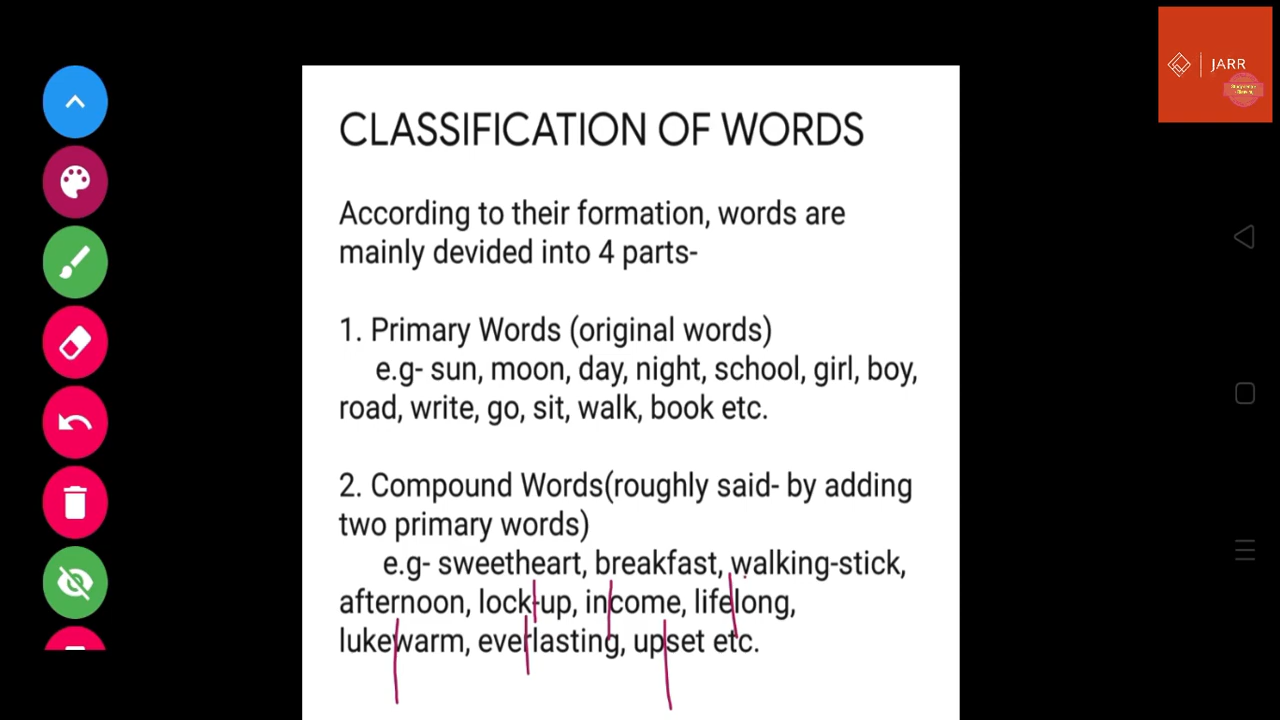 JARR
CLASSIFICATION OF WORDS
According to their formation, words are
mainly devided into 4 parts-
1. Primary Words (original words)
e.g- sun, moon, day, night, school, girl, boy,
road, write, go, sit, walk, book etc.
2. Compound Words(roughly said- by adding
two primary words)
e.g- sweetheart, breakfast, walking-stick,
afternoon, lock-up, income, lifelong,
lukewarm, everlasting, upset etc.